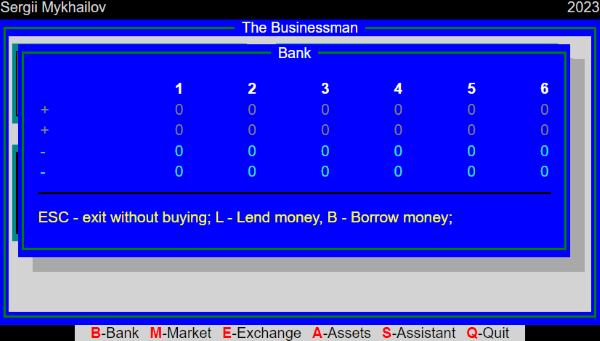 Sergii Mykhailov 2023
The Businessman
Bank
1 2 3 4 5 6
+ 0 0 0 0 0 0
+ 0 0 0 0 0 0
- 0 0 0 0 0 0
- 0 0 0 0 0 0
ESC - exit without buying; L - Lend money, B - Borrow money;
B-Bank M-Market E-Exchange A-Assets S-Assistant Q-Quit